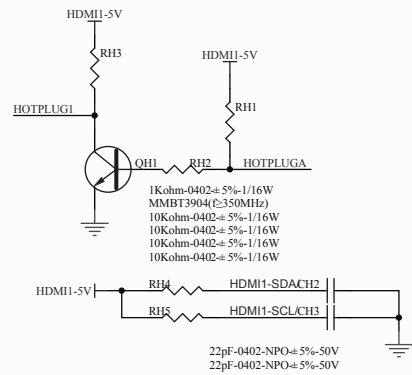 HDMI1-5V
RH3
HDMI1-5V
RH1
HOTPLUG1
QH1
RH2
HOTPLUGA
1Kohm-0402-±5%-1/16W
MMBT3904(f≥350MHz)
10Kohm-0402-±5%-1/16W
10Kohm-0402-±5%-1/16W
10Kohm-0402-±5%-1/16W
10Kohm-0402-±5%-1/16W
HDMI1-5V
RH4
HDMI1-SDA/CH2
RH5
HDMI1-SCL/CH3
22pF-0402-NPO-±5%-50V
22pF-0402-NPO-±5%-50V